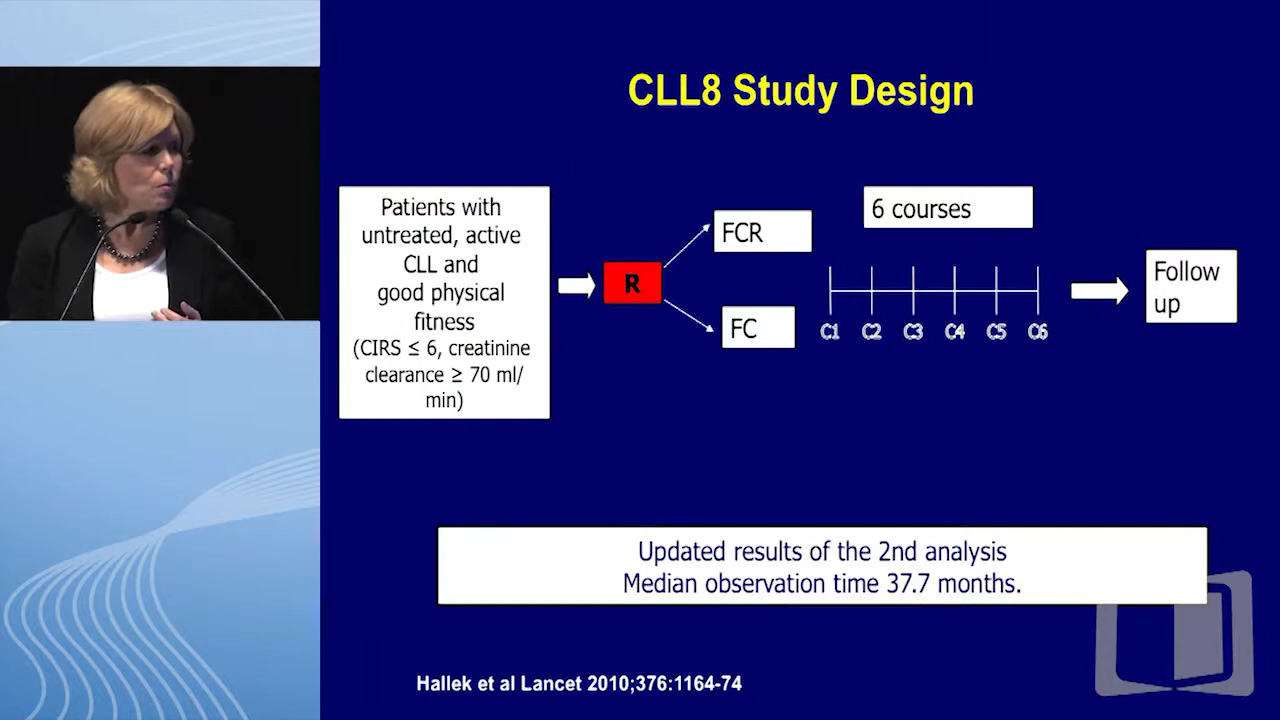 CLL8 Study Design
Patients with
untreated, active
CLL and
good physical
fitness
(CIRS ≤ 6, creatinine
clearance ≥ 70 ml/
min)
R
FCR
FC
6 courses
C1 C2 C3 C4 C5 C6
Follow
up
Updated results of the 2nd analysis
Median observation time 37.7 months.
Hallek et al Lancet 2010;376:1164-74